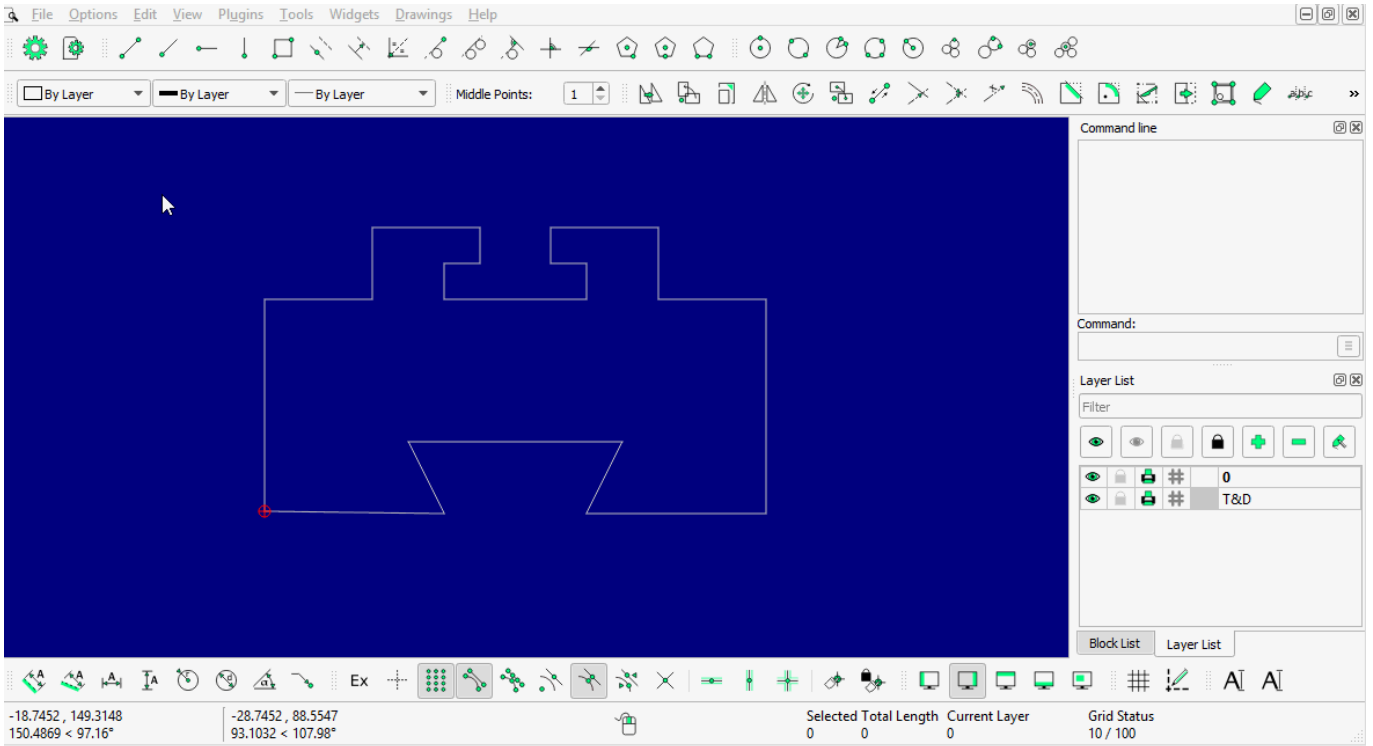 File Options Edit View Plugins Tools Widgets Drawings Help
By Layer By Layer By Layer Middle Points: 1 abc »
Command line
Command:
Layer List
Filter
0
T&D
Block List Layer List
A A A A Ex AI AI
-18.7452 , 149.3148 -28.7452 , 88.5547 Selected Total Length Current Layer Grid Status
150.4869 < 97.16° 93.1032 < 107.98° 0 0 0 10 / 100